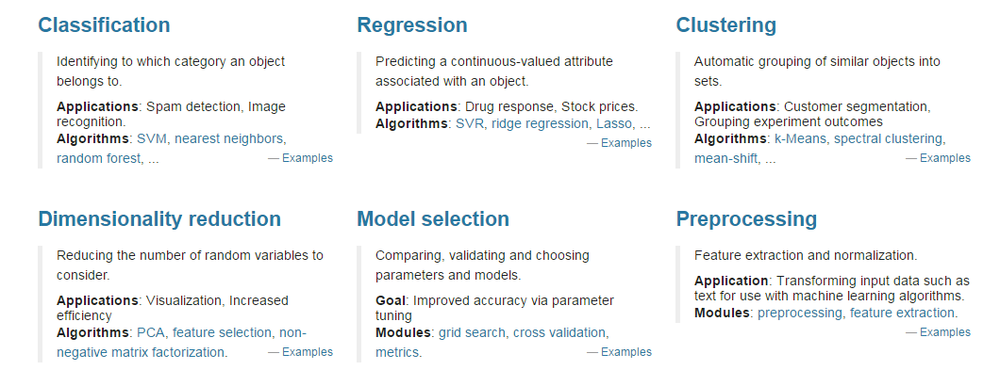 Classification
Identifying to which category an object
belongs to.
Applications: Spam detection, Image
recognition.
Algorithms: SVM, nearest neighbors,
random forest, ...
— Examples
Regression
Predicting a continuous-valued attribute
associated with an object.
Applications: Drug response, Stock prices.
Algorithms: SVR, ridge regression, Lasso, ...
— Examples
Clustering
Automatic grouping of similar objects into
sets.
Applications: Customer segmentation,
Grouping experiment outcomes
Algorithms: k-Means, spectral clustering,
mean-shift, ...
— Examples
Dimensionality reduction
Reducing the number of random variables to
consider.
Applications: Visualization, Increased
efficiency
Algorithms: PCA, feature selection, non-
negative matrix factorization.
— Examples
Model selection
Comparing, validating and choosing
parameters and models.
Goal: Improved accuracy via parameter
tuning
Modules: grid search, cross validation,
metrics.
— Examples
Preprocessing
Feature extraction and normalization.
Application: Transforming input data such as
text for use with machine learning algorithms.
Modules: preprocessing, feature extraction.
— Examples